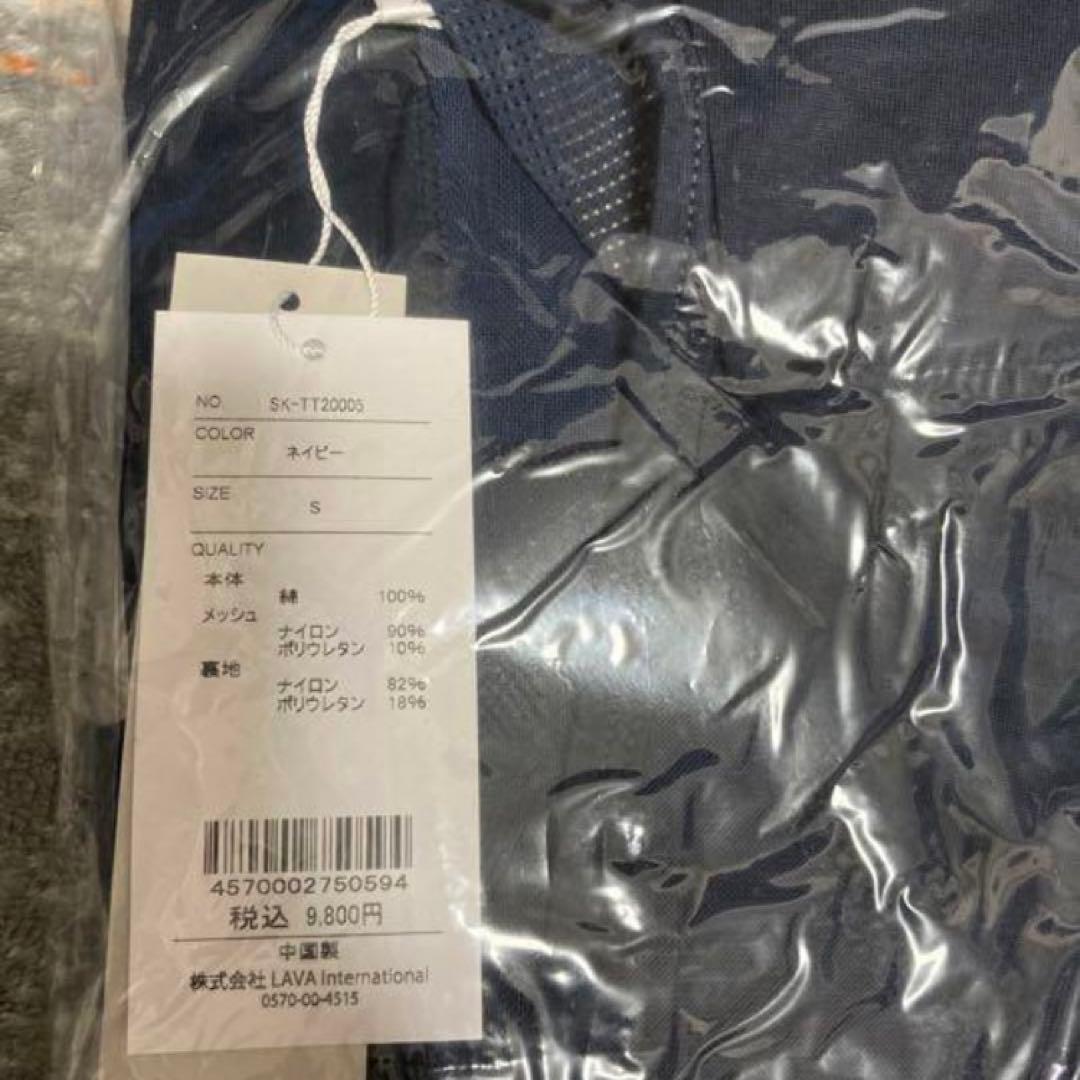 NO. SK-TT20005
COLOR
ネイビー
SIZE
S
QUALITY
本体
綿 100%
メッシュ
ナイロン 90%
ポリウレタン 10%
裏地
ナイロン 82%
ポリウレタン 18%
4570002750594
税込 9,800円
中国製
株式会社 LAVA International
0570-00-4515